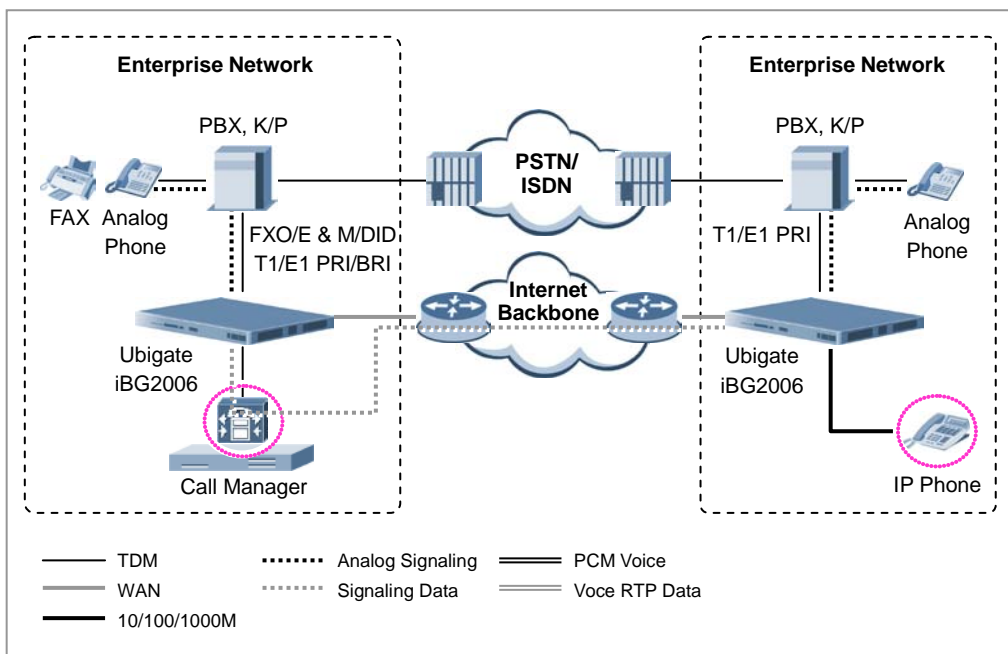 Enterprise Network
Enterprise Network
PBX, K/P
PBX, K/P
PSTN/
ISDN
FAX
Analog
Phone
Analog
Phone
FXO/E & M/DID
T1/E1 PRI/BRI
T1/E1 PRI
Internet
Backbone
Ubigate
iBG2006
Ubigate
iBG2006
Call Manager
IP Phone
TDM
Analog Signaling
PCM Voice
WAN
Signaling Data
Voce RTP Data
10/100/1000M